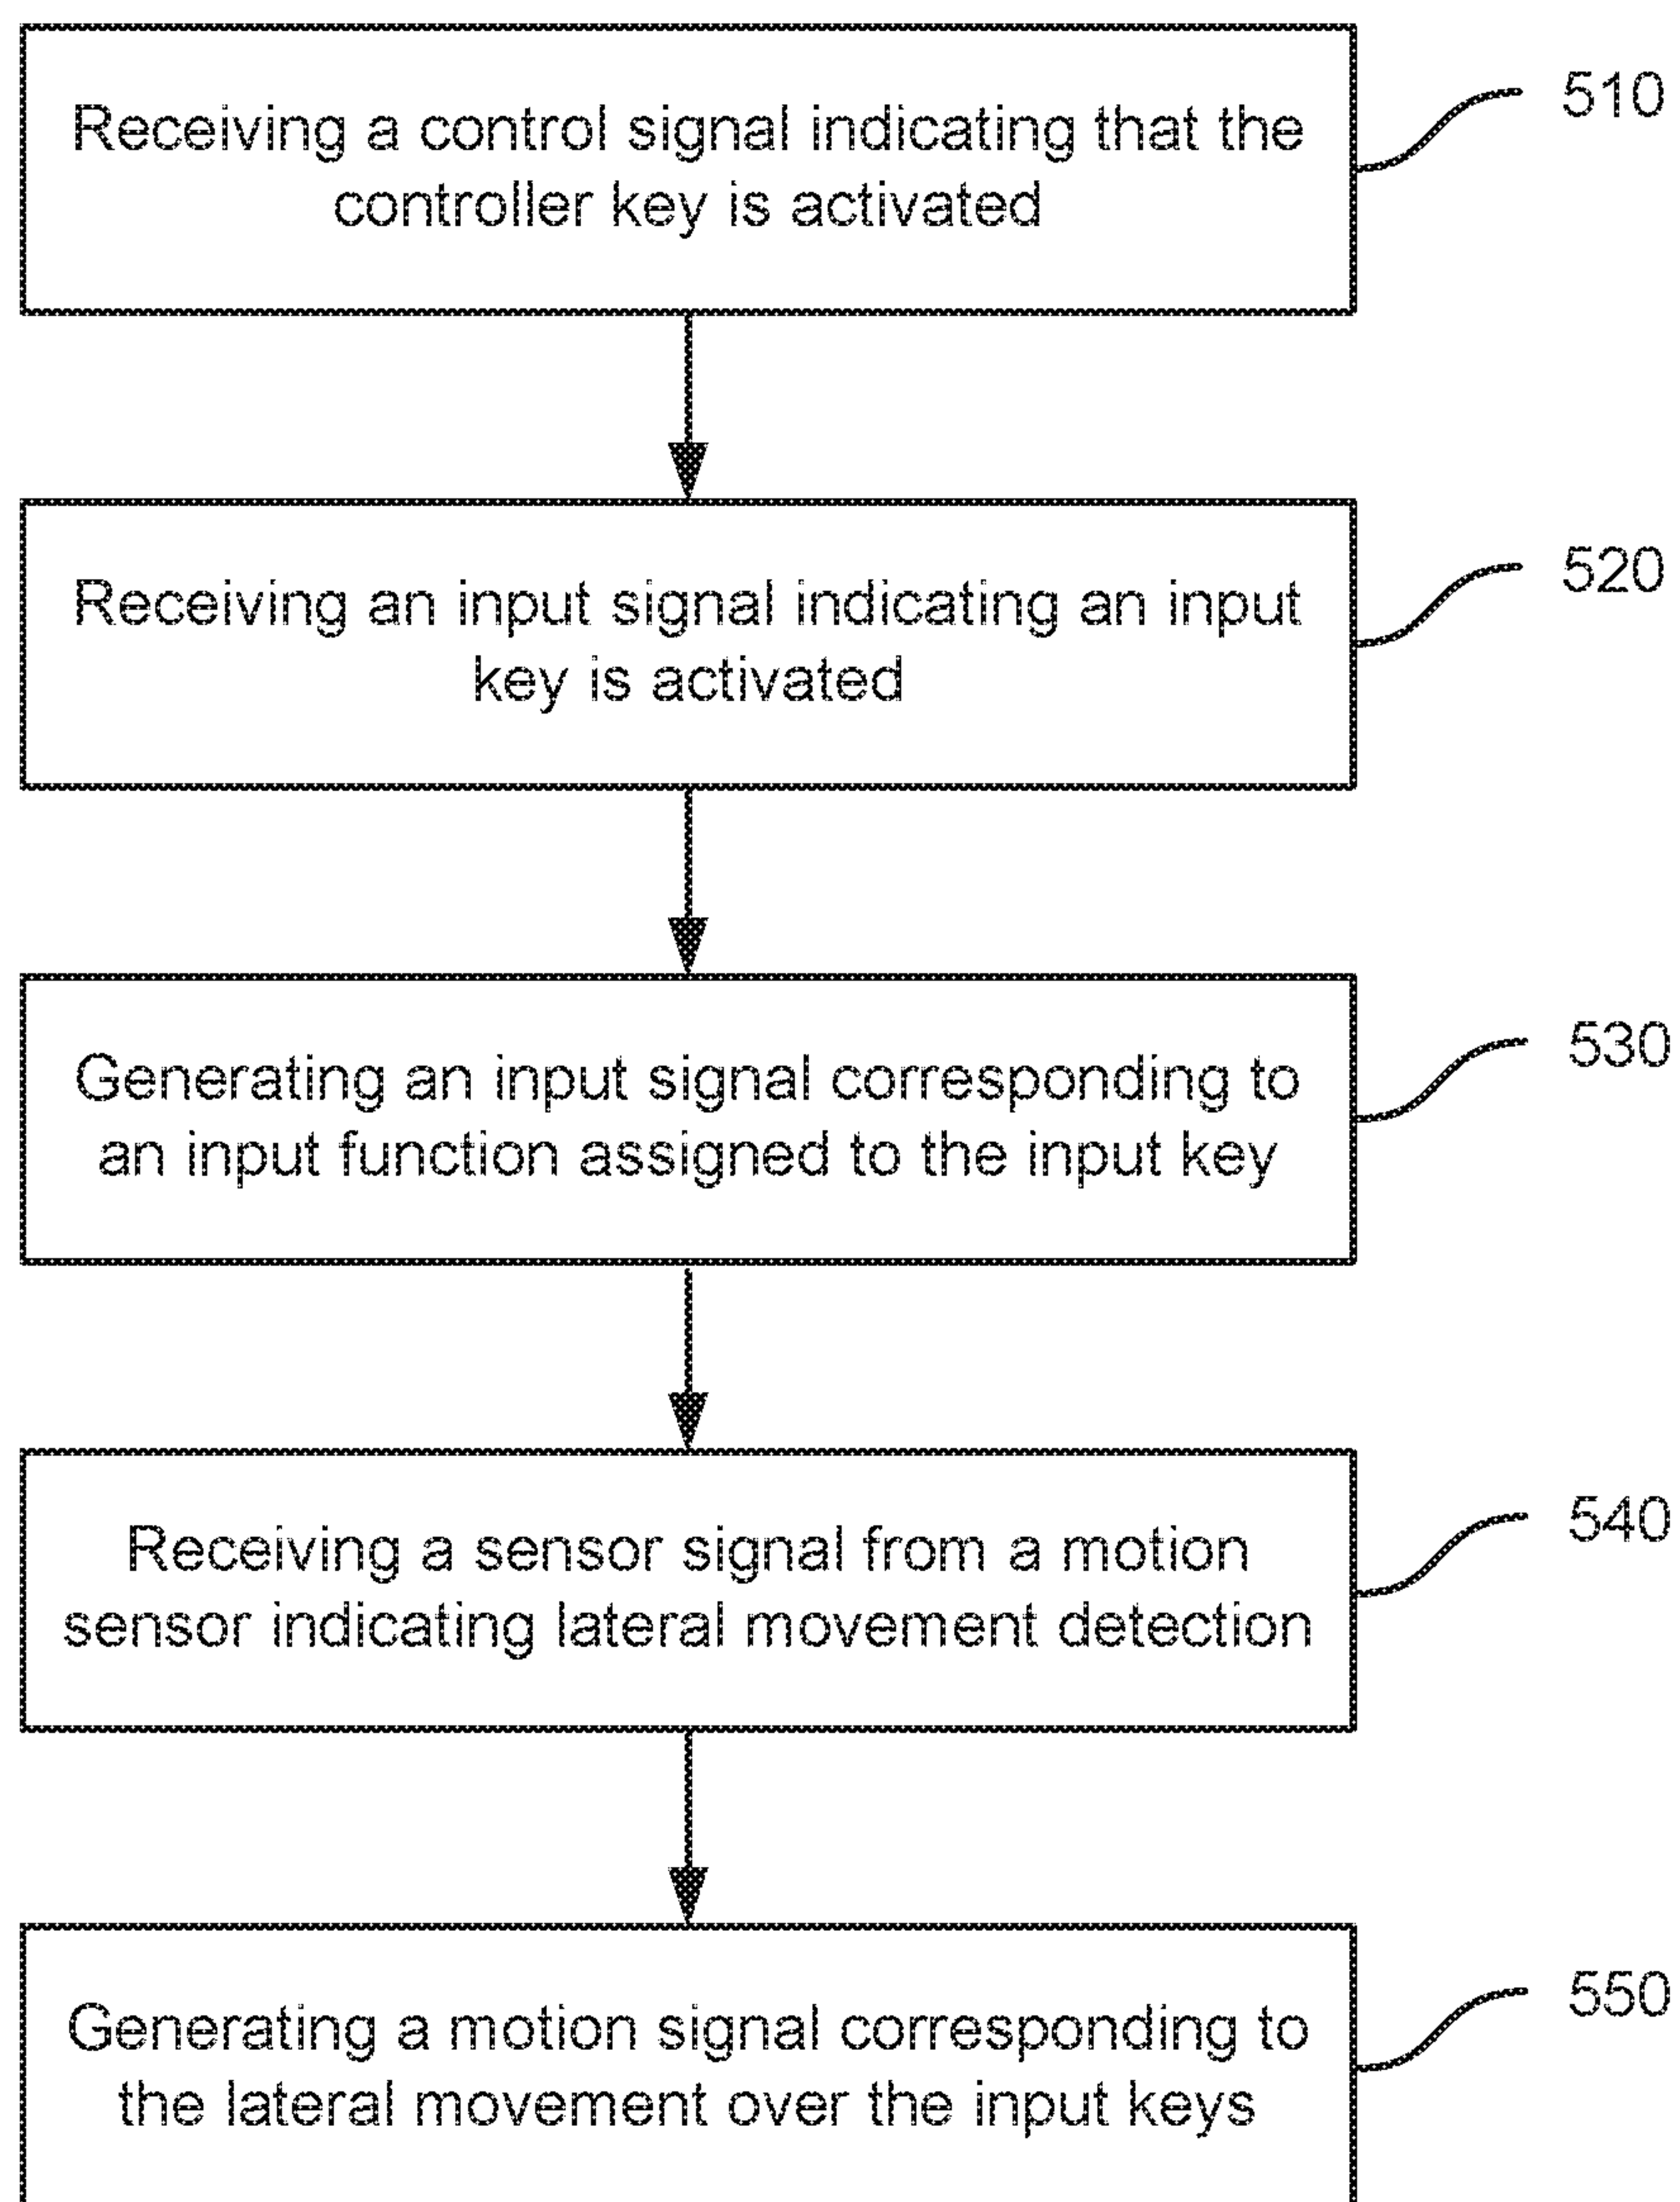 Receiving a control signal indicating that the
controller key is activated
510
Receiving an input signal indicating an input
key is activated
520
Generating an input signal corresponding to
an input function assigned to the input key
530
Receiving a sensor signal from a motion
sensor indicating lateral movement detection
540
Generating a motion signal corresponding to
the lateral movement over the input keys
550